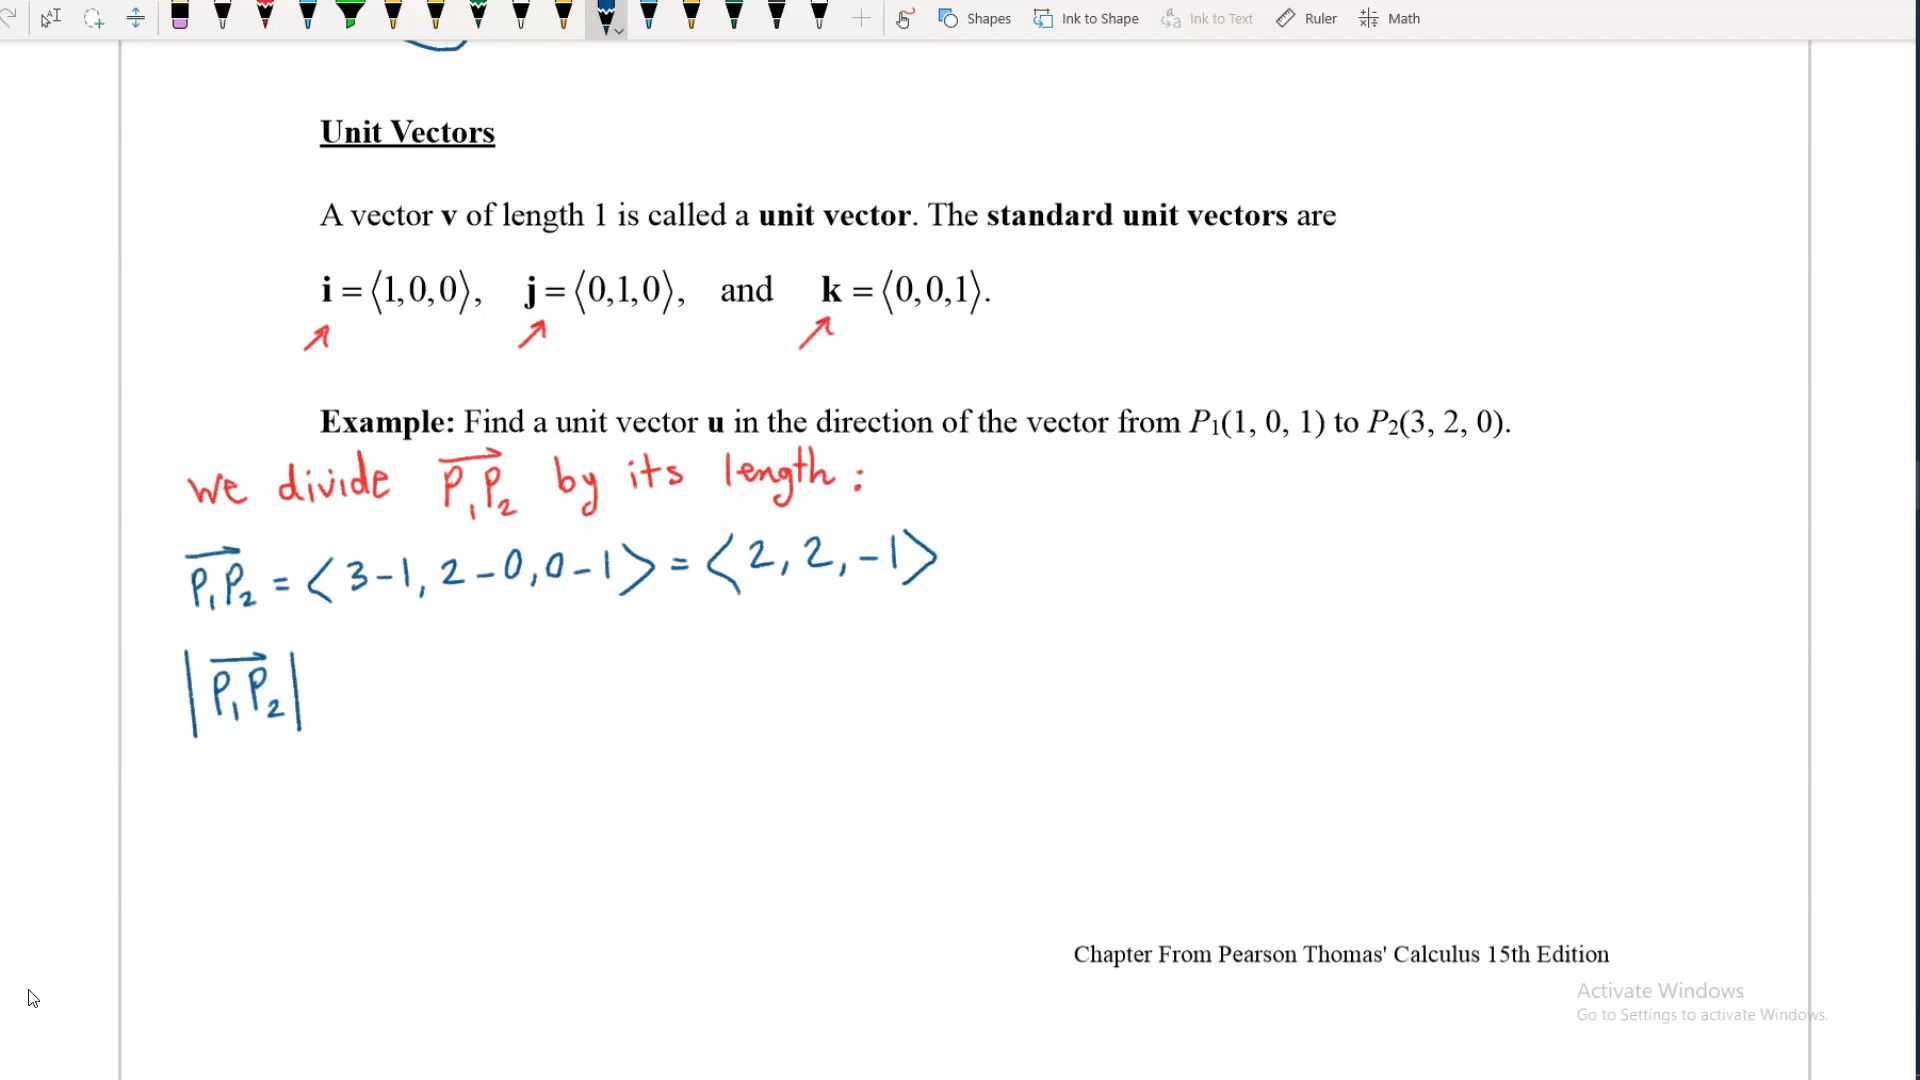 Shapes Ink to Shape Ink to Text Ruler Math
Unit Vectors
A vector v of length 1 is called a unit vector. The standard unit vectors are
i = ⟨1,0,0⟩, j = ⟨0,1,0⟩, and k = ⟨0,0,1⟩.
Example: Find a unit vector u in the direction of the vector from P₁(1, 0, 1) to P₂(3, 2, 0).
We divide P₁P₂ by its length :
P₁P₂ = ⟨3-1, 2-0, 0-1⟩ = ⟨2, 2, -1⟩
|P₁P₂|
Chapter From Pearson Thomas' Calculus 15th Edition
Activate Windows
Go to Settings to activate Windows.